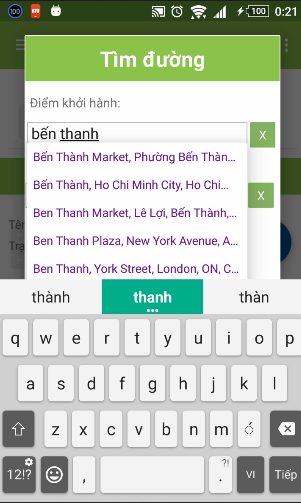 100 100 0:21
Tìm đường
Điểm khởi hành:
bến thanh X
Bến Thành Market, Phường Bến Thàn...
Bến Thành, Ho Chi Minh City, Ho Chi...
X
Ben Thanh Market, Lê Lợi, Bến Thành,...
Ben Thanh Plaza, New York Avenue, A...
Ben Thanh, York Street, London, ON, C...
Tên
Trạ
thành thanh thàn
q w e r t y u i o p
a s d f g h j k l
z x c v b n m
12!? , . ?! VI Tiếp